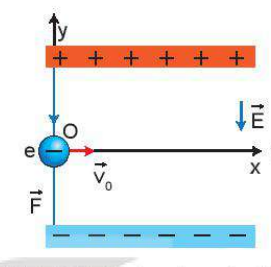 y
+ + + + + +
E
O
e −
v₀
x
F
− − − − − −